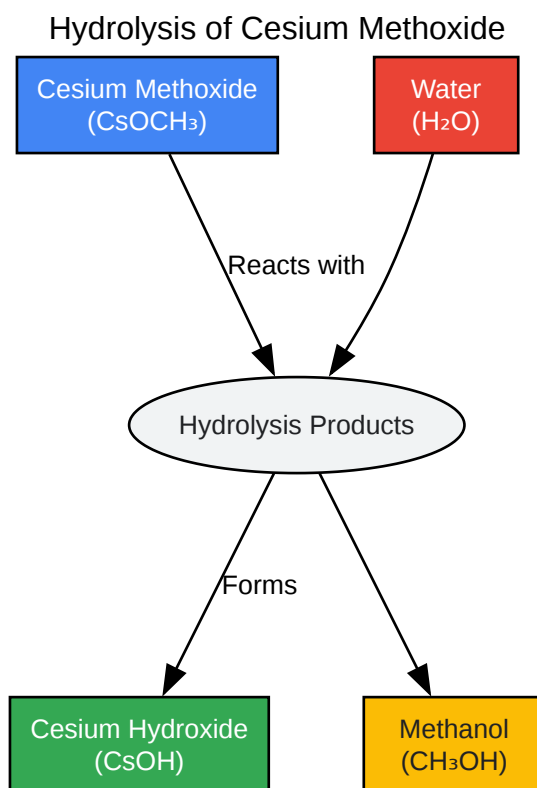 Hydrolysis of Cesium Methoxide
Cesium Methoxide
(CsOCH₃)
Water
(H₂O)
Reacts with
Hydrolysis Products
Forms
Cesium Hydroxide
(CsOH)
Methanol
(CH₃OH)